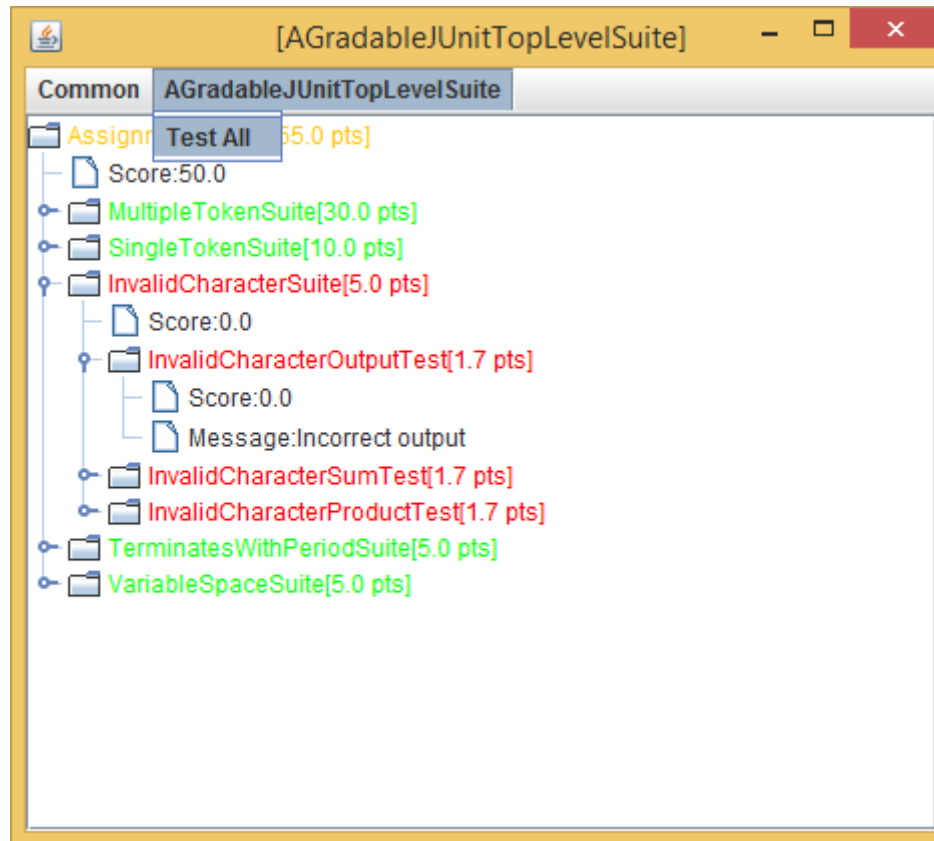 [AGradableJUnitTopLevelSuite]
Common AGradableJUnitTopLevelSuite
Test All
55.0 pts]
Score:50.0
MultipleTokenSuite[30.0 pts]
SingleTokenSuite[10.0 pts]
InvalidCharacterSuite[5.0 pts]
Score:0.0
InvalidCharacterOutputTest[1.7 pts]
Score:0.0
Message:Incorrect output
InvalidCharacterSumTest[1.7 pts]
InvalidCharacterProductTest[1.7 pts]
TerminatesWithPeriodSuite[5.0 pts]
VariableSpaceSuite[5.0 pts]